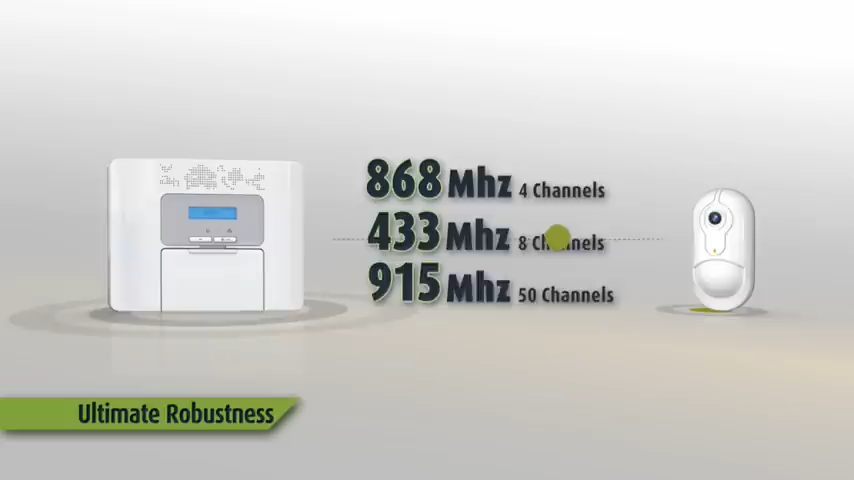 868 Mhz 4 Channels
433 Mhz 8 Channels
915 Mhz 50 Channels
Ultimate Robustness